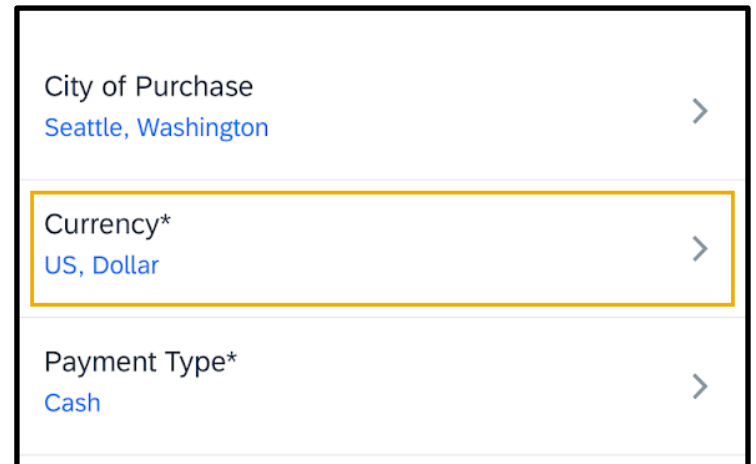 City of Purchase
Seattle, Washington
Currency*
US, Dollar
Payment Type*
Cash